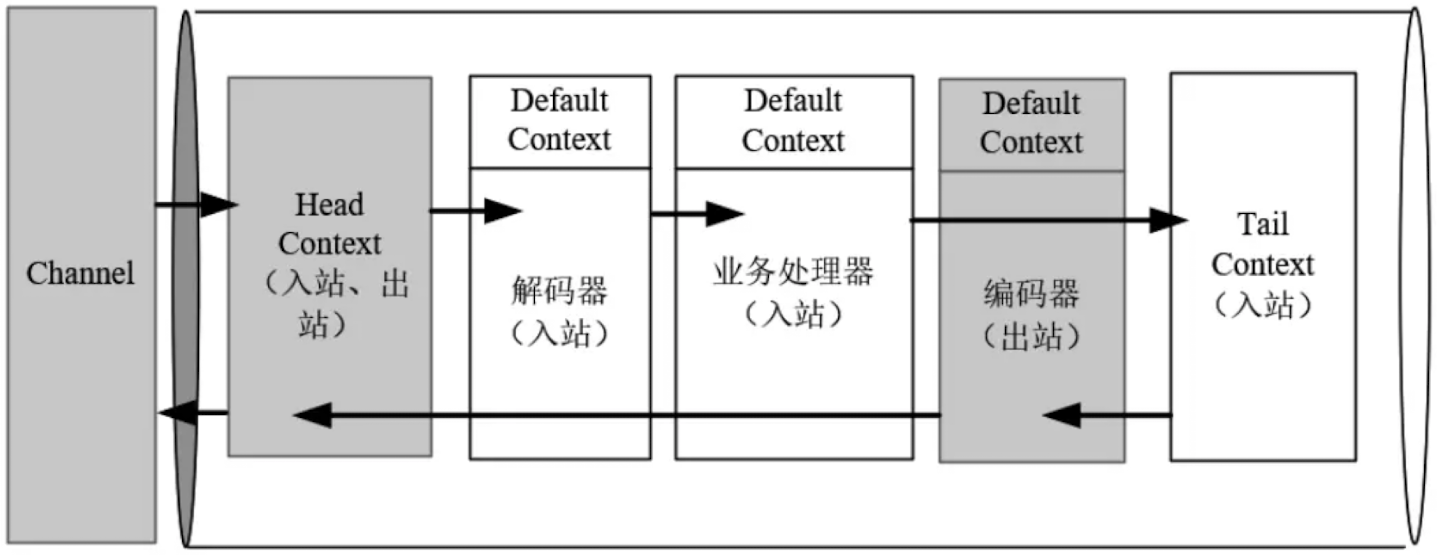 Channel
Head
Context
（入站、出
站）
Default
Context
解码器
（入站）
Default
Context
业务处理器
（入站）
Default
Context
编码器
（出站）
Tail
Context
（入站）